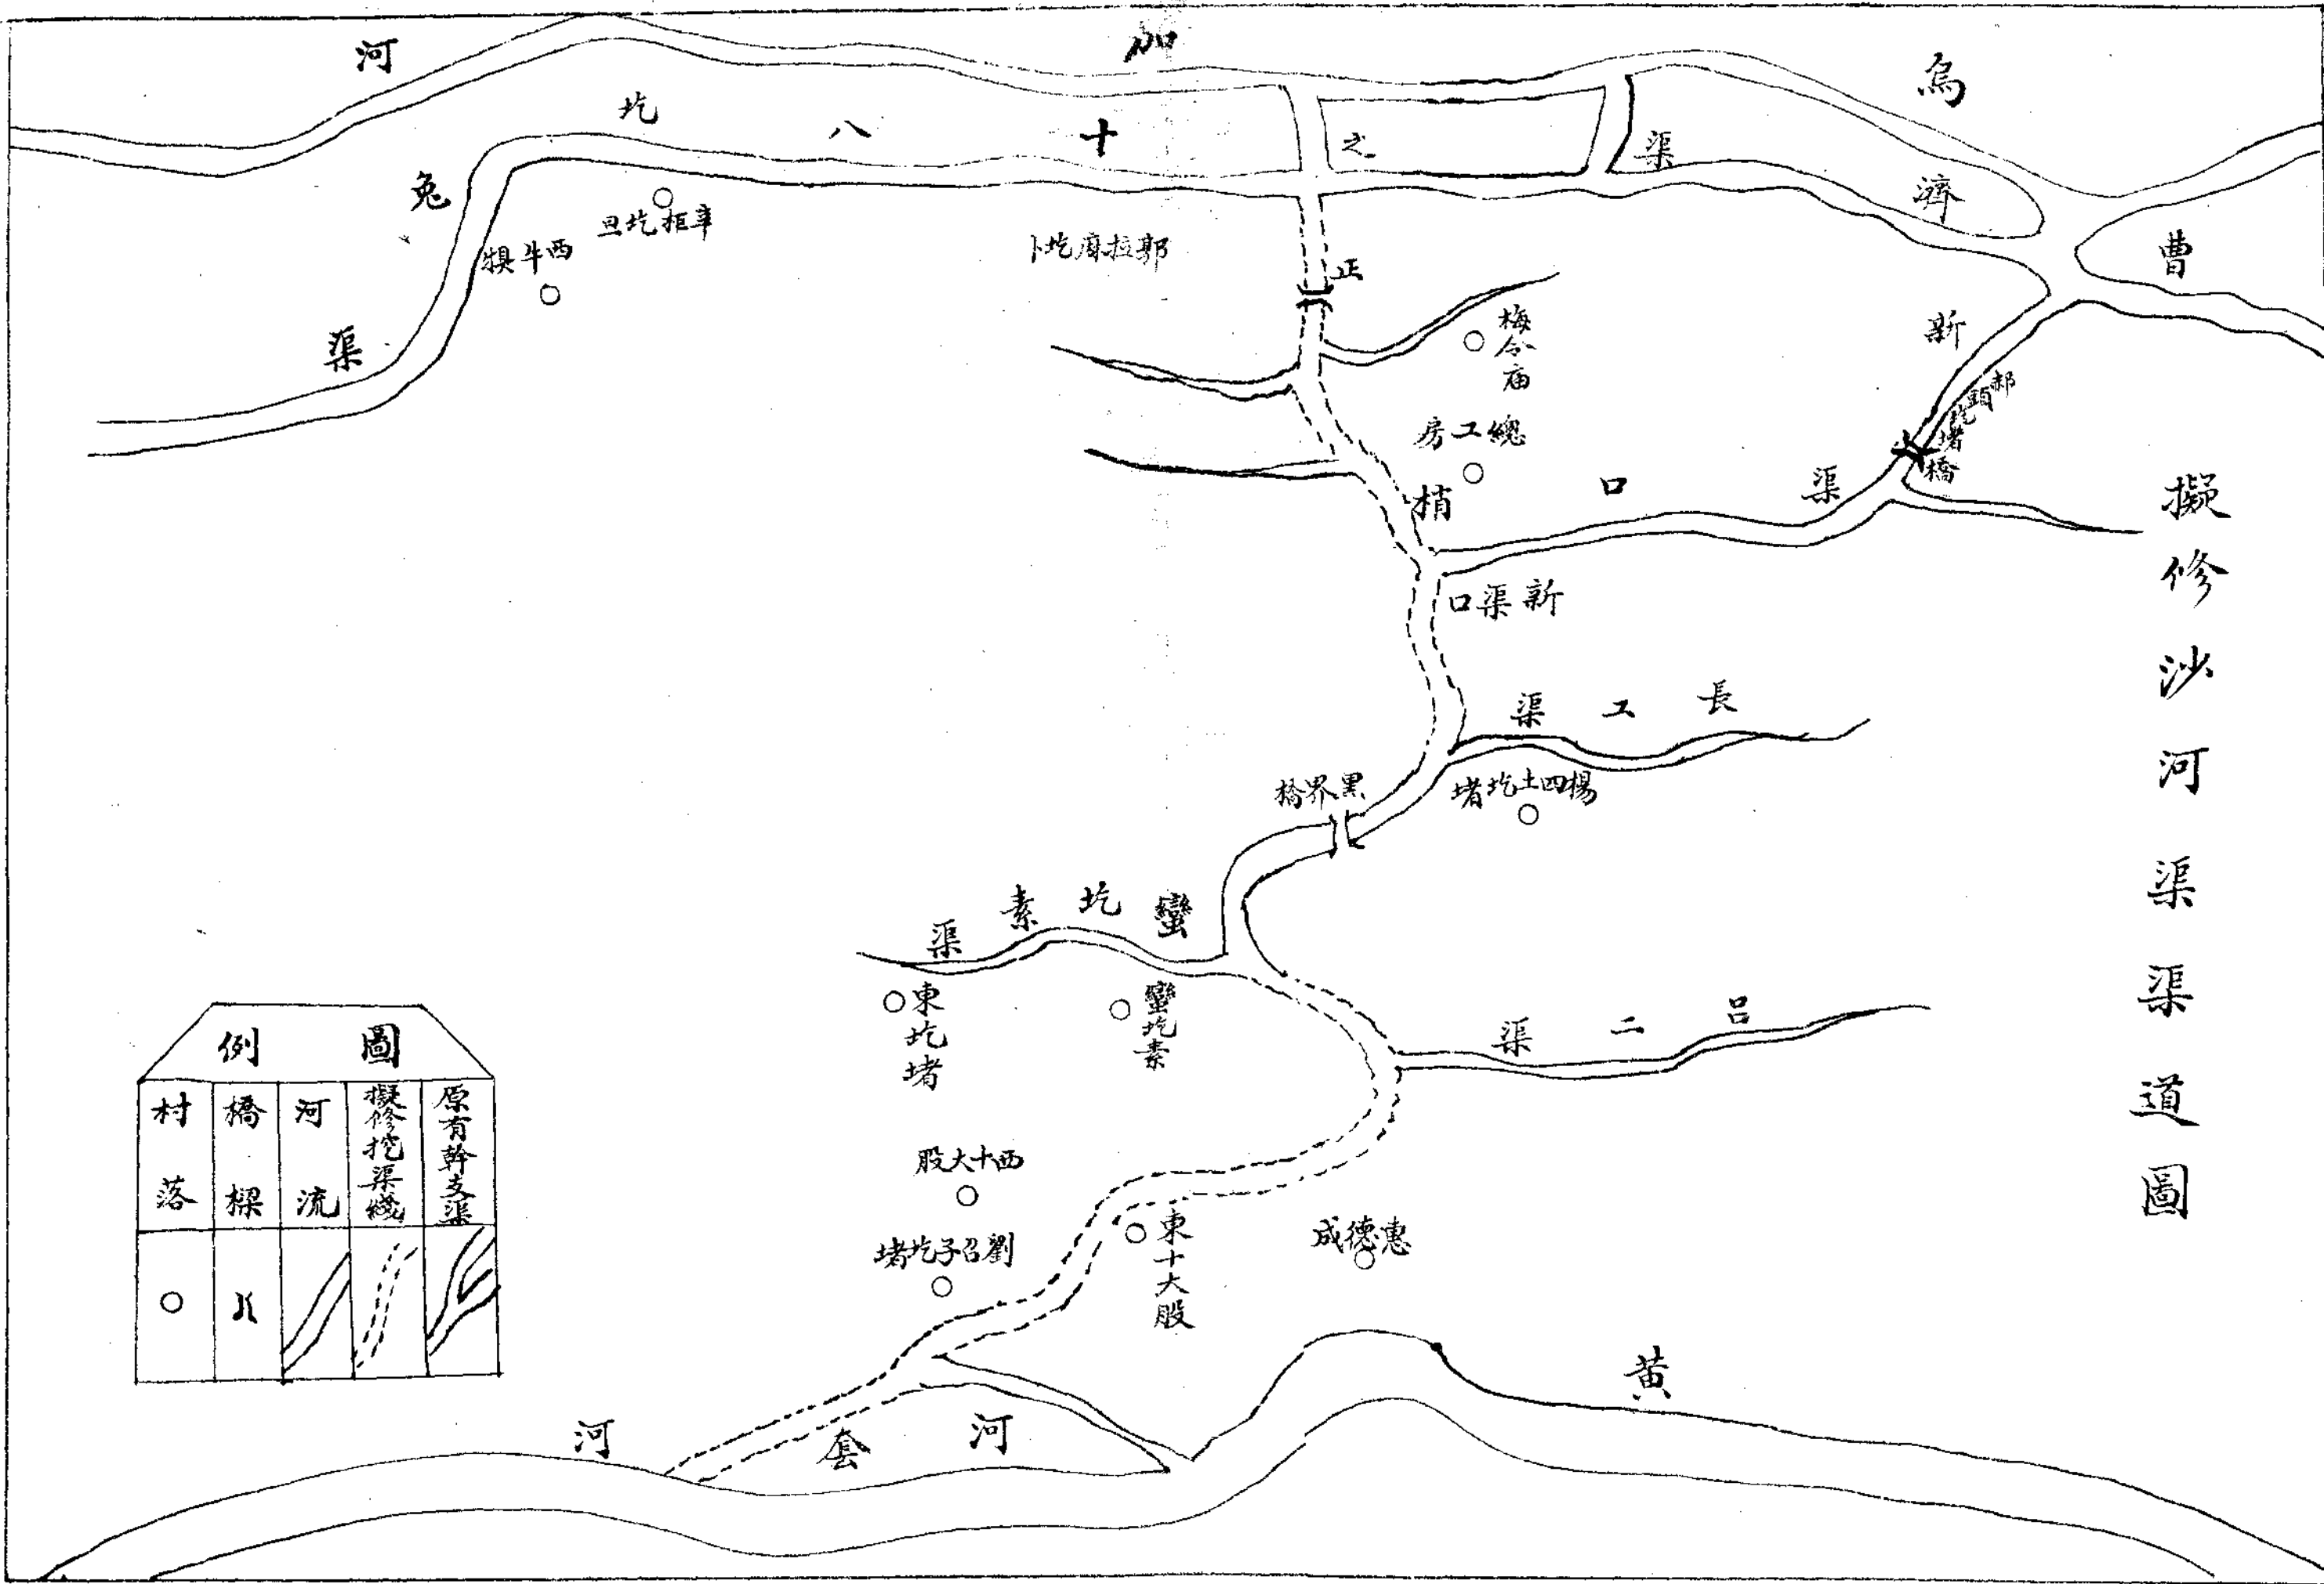 擬修沙河渠渠道圖
烏加河
曹濟渠之正梢
十八圪兔渠
辛柜圪旦
西牛犋
郭拉麻圪卜
梅令庙
總工房
郝頭圪堵橋
新渠口
新渠口
長工渠
楊四土圪堵
黑界橋
蠻圪素渠
蠻圪素
東圪堵
呂二渠
西十大股
東十大股
惠德成
劉召子圪堵
河套
黃河
圖例
原有幹支渠
擬修挖渠綫
河流
橋樑
村落